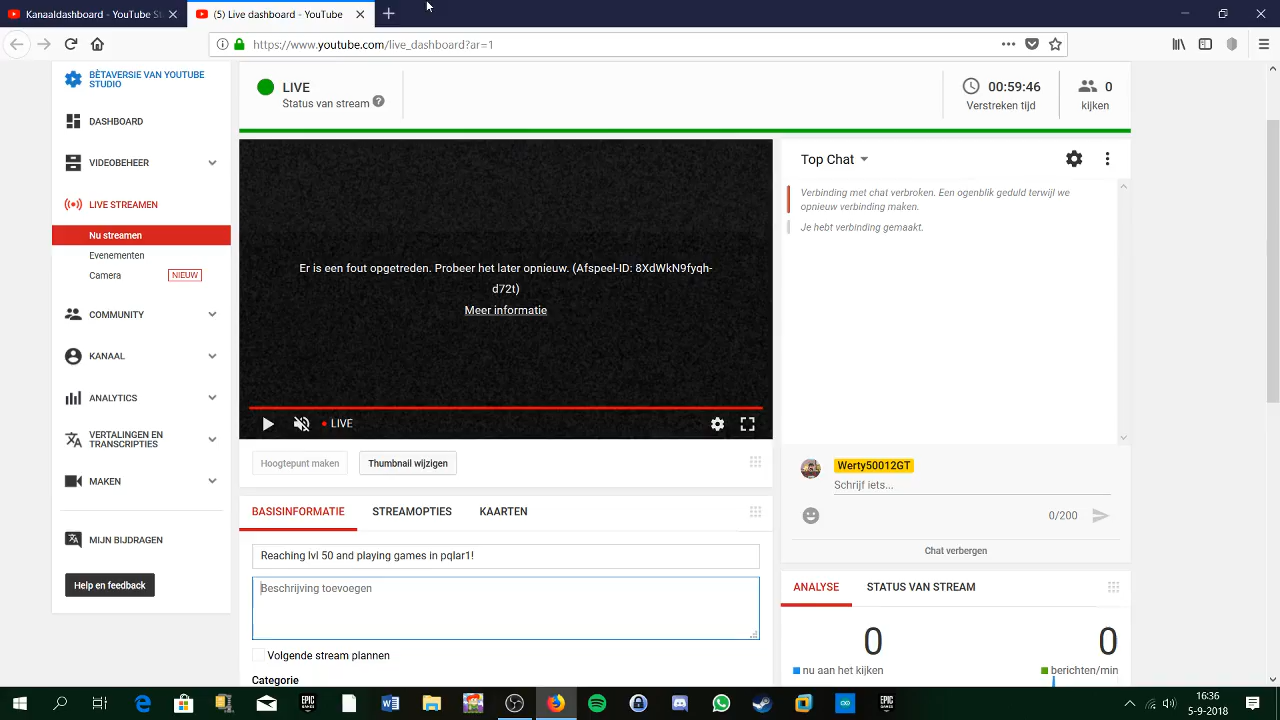 Kanaaldashboard - YouTube St
(5) Live dashboard - YouTube
https://www.youtube.com/live_dashboard?ar=1
BÈTAVERSIE VAN YOUTUBE
STUDIO
DASHBOARD
VIDEOBEHEER
LIVE STREAMEN
Nu streamen
Evenementen
Camera
NIEUW
COMMUNITY
KANAAL
ANALYTICS
VERTALINGEN EN
TRANSCRIPTIES
MAKEN
MIJN BIJDRAGEN
Help en feedback
LIVE
Status van stream ?
00:59:46
Verstreken tijd
0
kijken
Er is een fout opgetreden. Probeer het later opnieuw. (Afspeel-ID: 8XdWkN9fyqh-
d72t)
Meer informatie
LIVE
Hoogtepunt maken
Thumbnail wijzigen
BASISINFORMATIE
STREAMOPTIES
KAARTEN
Reaching lvl 50 and playing games in pqlar1!
Beschrijving toevoegen
Volgende stream plannen
Categorie
Top Chat
Verbinding met chat verbroken. Een ogenblik geduld terwijl we
opnieuw verbinding maken.
Je hebt verbinding gemaakt.
Werty50012GT
Schrijf iets...
0/200
Chat verbergen
ANALYSE
STATUS VAN STREAM
0
nu aan het kijken
0
berichten/min
EPIC
GAMES
EPIC
GAMES
16:36
5-9-2018